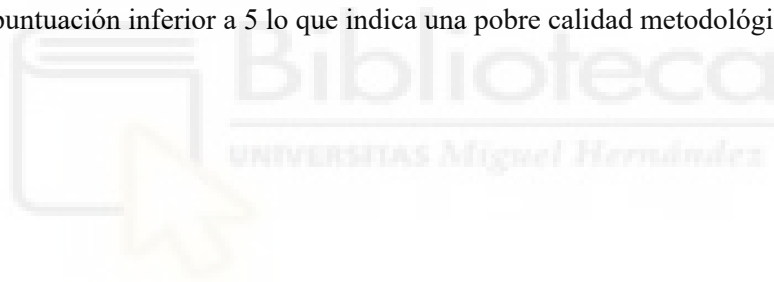 puntuación inferior a 5 lo que indica una pobre calidad metodológi
Biblioteca
UNIVERSITAS Miguel Hernández